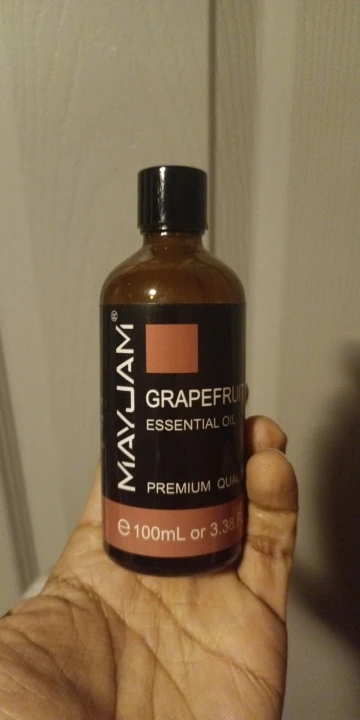 MAYJAM®
GRAPEFRUIT
ESSENTIAL OIL
PREMIUM
e 100mL or 3.38